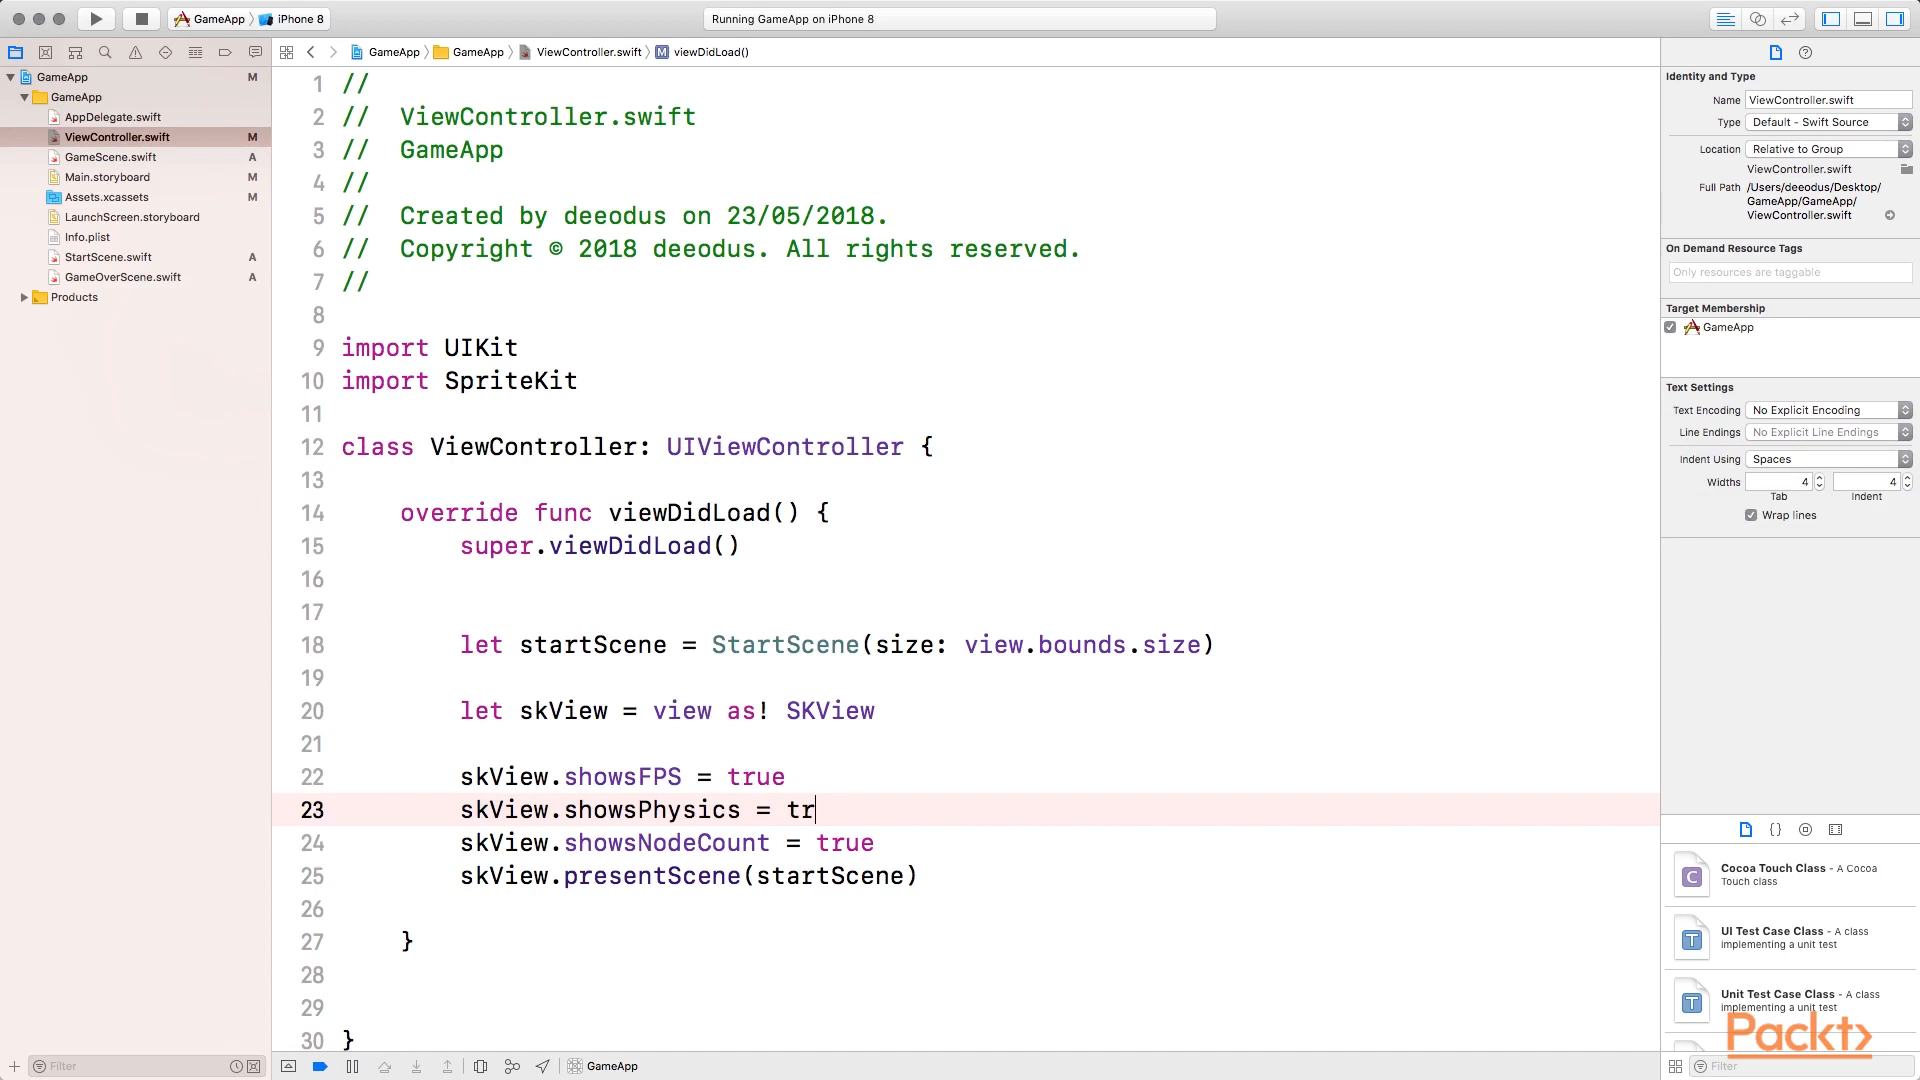 GameApp iPhone 8
Running GameApp on iPhone 8
GameApp GameApp ViewController.swift M viewDidLoad()
GameApp M
GameApp
AppDelegate.swift
ViewController.swift M
GameScene.swift A
Main.storyboard M
Assets.xcassets M
LaunchScreen.storyboard
Info.plist
StartScene.swift A
GameOverScene.swift A
Products
Filter
1 //
2 //  ViewController.swift
3 //  GameApp
4 //
5 //  Created by deeodus on 23/05/2018.
6 //  Copyright © 2018 deeodus. All rights reserved.
7 //
8
9 import UIKit
10 import SpriteKit
11
12 class ViewController: UIViewController {
13
14     override func viewDidLoad() {
15         super.viewDidLoad()
16
17
18         let startScene = StartScene(size: view.bounds.size)
19
20         let skView = view as! SKView
21
22         skView.showsFPS = true
23         skView.showsPhysics = tr
24         skView.showsNodeCount = true
25         skView.presentScene(startScene)
26
27     }
28
29
30 }
GameApp
Identity and Type
Name ViewController.swift
Type Default - Swift Source
Location Relative to Group
ViewController.swift
Full Path /Users/deeodus/Desktop/
GameApp/GameApp/
ViewController.swift
On Demand Resource Tags
Only resources are taggable
Target Membership
GameApp
Text Settings
Text Encoding No Explicit Encoding
Line Endings No Explicit Line Endings
Indent Using Spaces
Widths 4 4
Tab Indent
Wrap lines
{}
C
Cocoa Touch Class - A Cocoa
Touch class
T
UI Test Case Class - A class
implementing a unit test
T
Unit Test Case Class - A class
implementing a unit test
Packt>
Filter